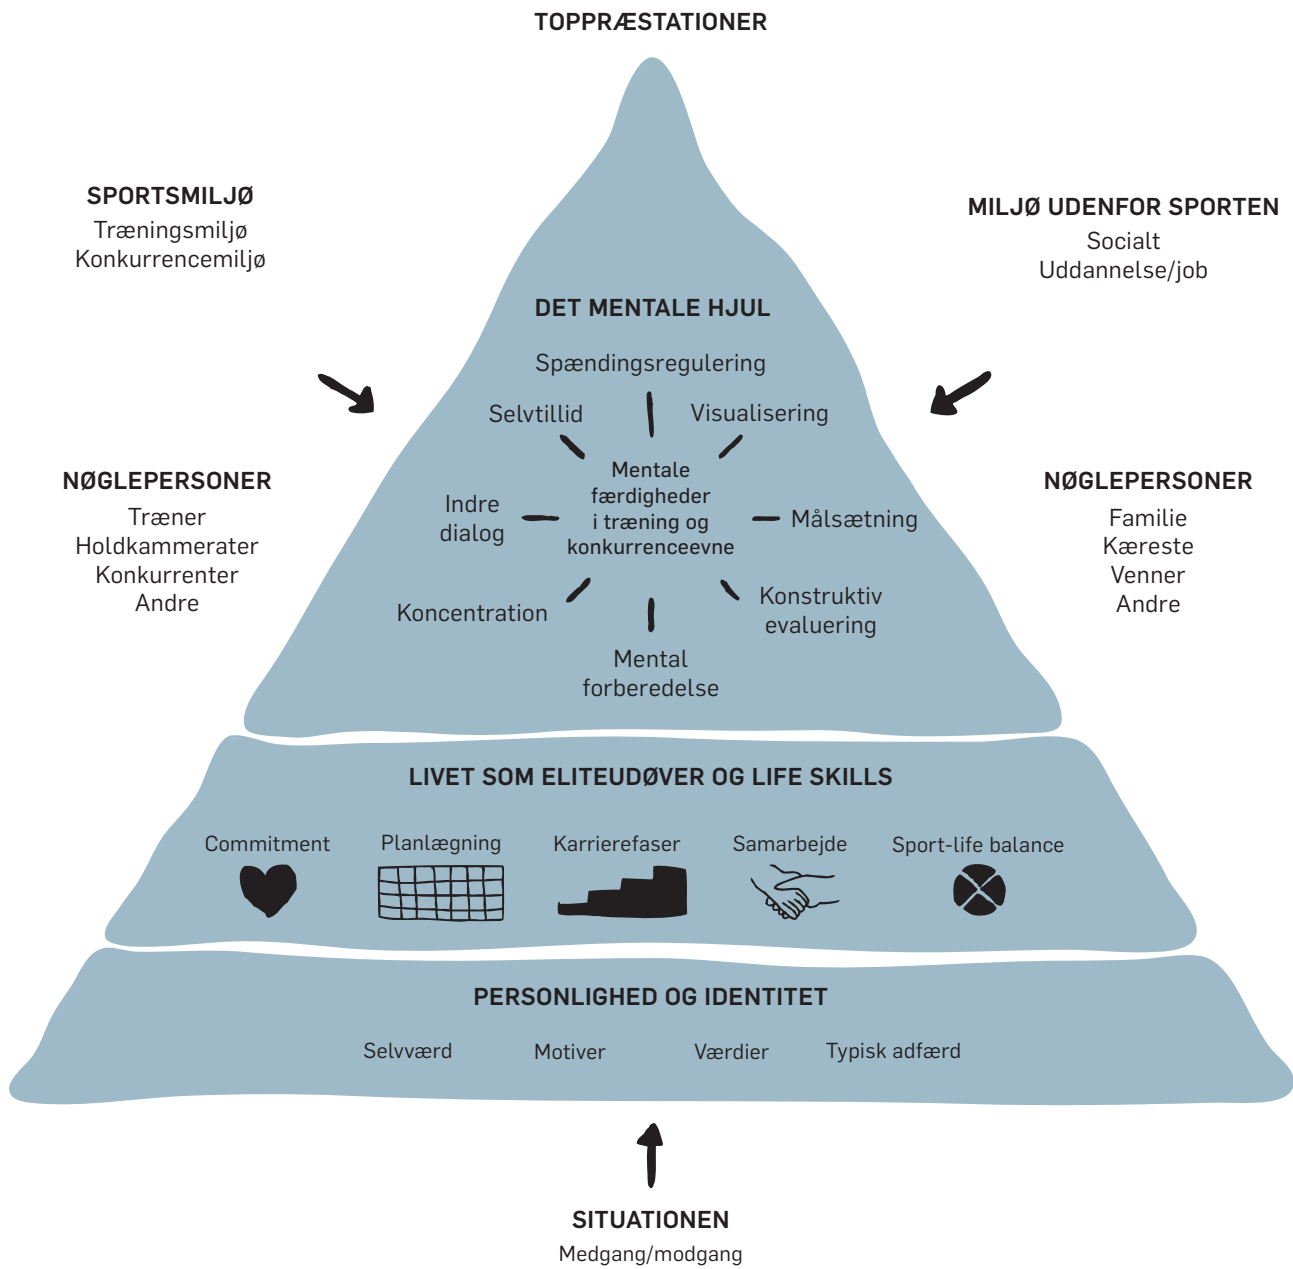 TOPPRÆSTATIONER
SPORTSMILJØ
Træningsmiljø
Konkurrencemiljø
MILJØ UDENFOR SPORTEN
Socialt
Uddannelse/job
NØGLEPERSONER
Træner
Holdkammerater
Konkurrenter
Andre
NØGLEPERSONER
Familie
Kæreste
Venner
Andre
DET MENTALE HJUL
Spændingsregulering
Selvtillid
Visualisering
Mentale
færdigheder
i træning og
konkurrenceevne
Indre
dialog
Målsætning
Koncentration
Konstruktiv
evaluering
Mental
forberedelse
LIVET SOM ELITEUDØVER OG LIFE SKILLS
Commitment
Planlægning
Karrierefaser
Samarbejde
Sport-life balance
PERSONLIGHED OG IDENTITET
Selvværd
Motiver
Værdier
Typisk adfærd
SITUATIONEN
Medgang/modgang